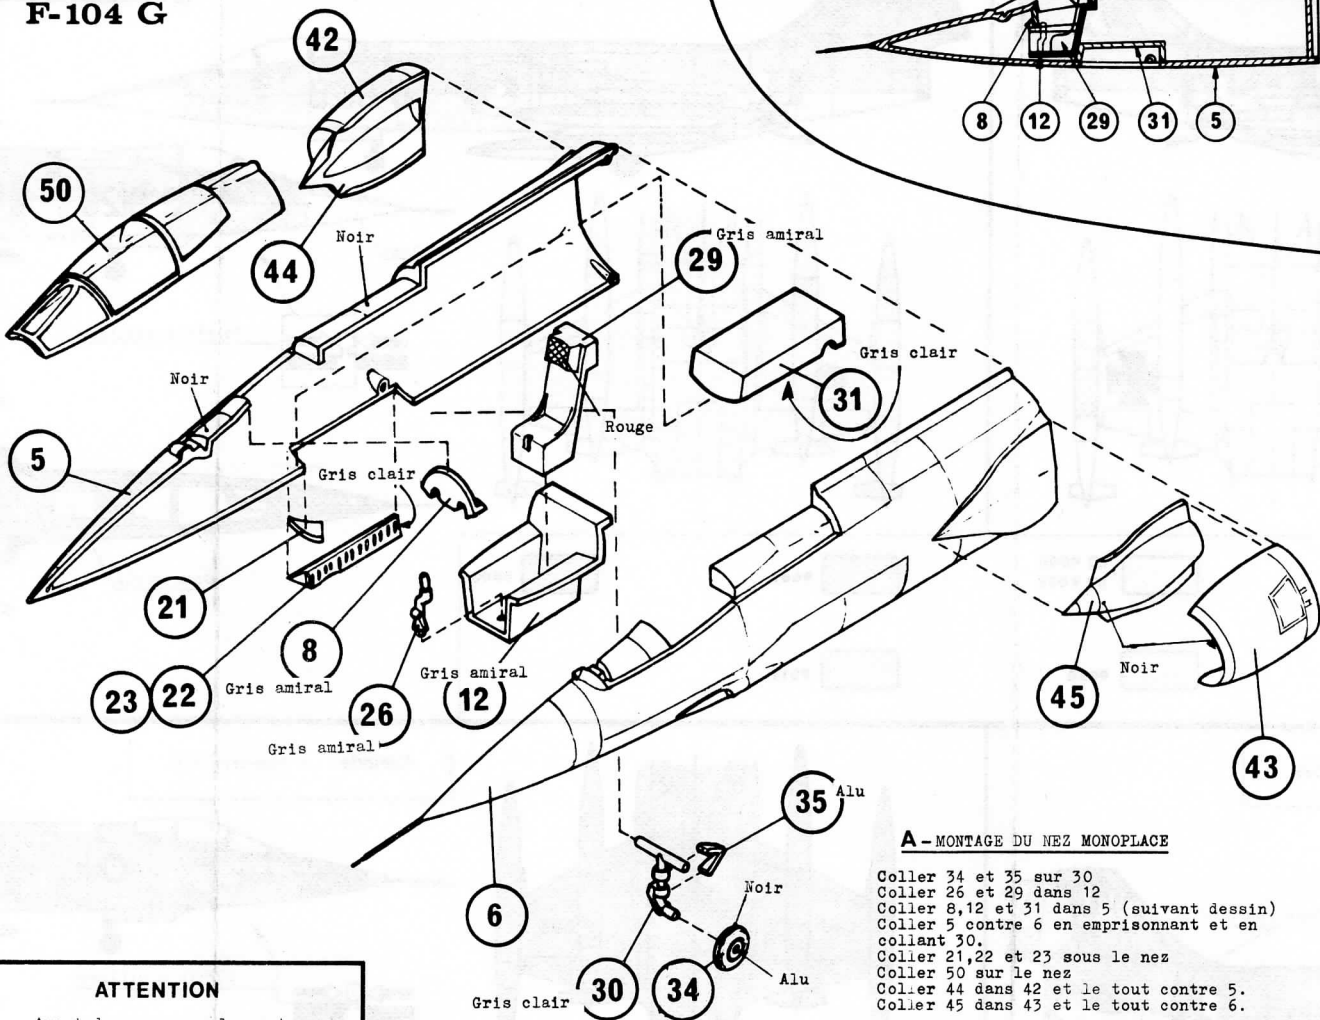 F-104 G
42
8 12 29 31 5
50
44
Noir
29
Gris amiral
Noir
Gris clair
31
5
Rouge
Gris clair
21
8
23 22
Gris amiral
26
Gris amiral
Gris amiral
12
45
Noir
43
35
Alu
6
Noir
30
34
Alu
Gris clair
A - MONTAGE DU NEZ MONOPLACE
Coller 34 et 35 sur 30
Coller 26 et 29 dans 12
Coller 8,12 et 31 dans 5 (suivant dessin)
Coller 5 contre 6 en emprisonnant et en
collant 30.
Coller 21,22 et 23 sous le nez
Coller 50 sur le nez
Coller 44 dans 42 et le tout contre 5.
Coller 45 dans 43 et le tout contre 6.
ATTENTION